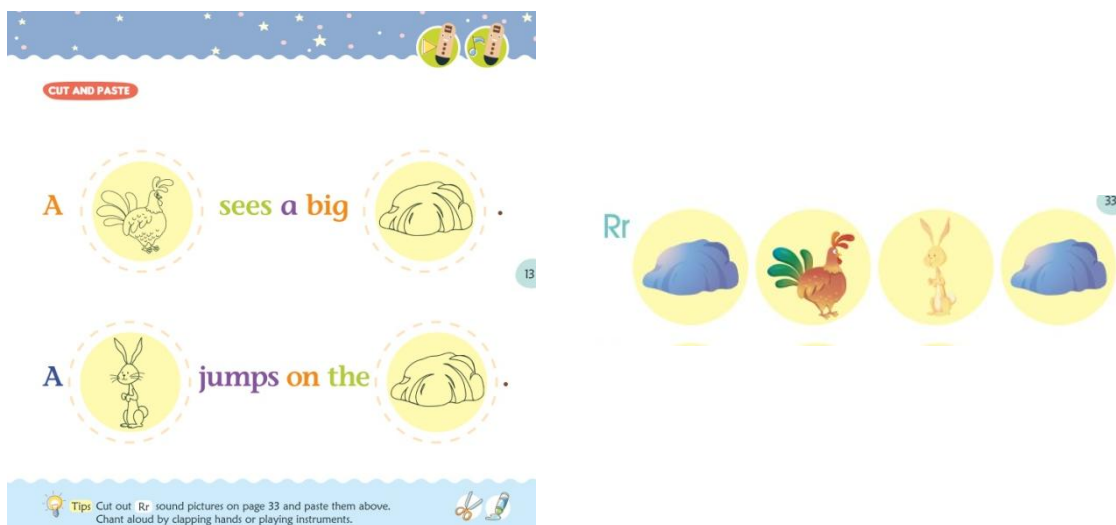 CUT AND PASTE
A sees a big .
13
A jumps on the .
Tips Cut out Rr sound pictures on page 33 and paste them above.
Chant aloud by clapping hands or playing instruments.
Rr
33